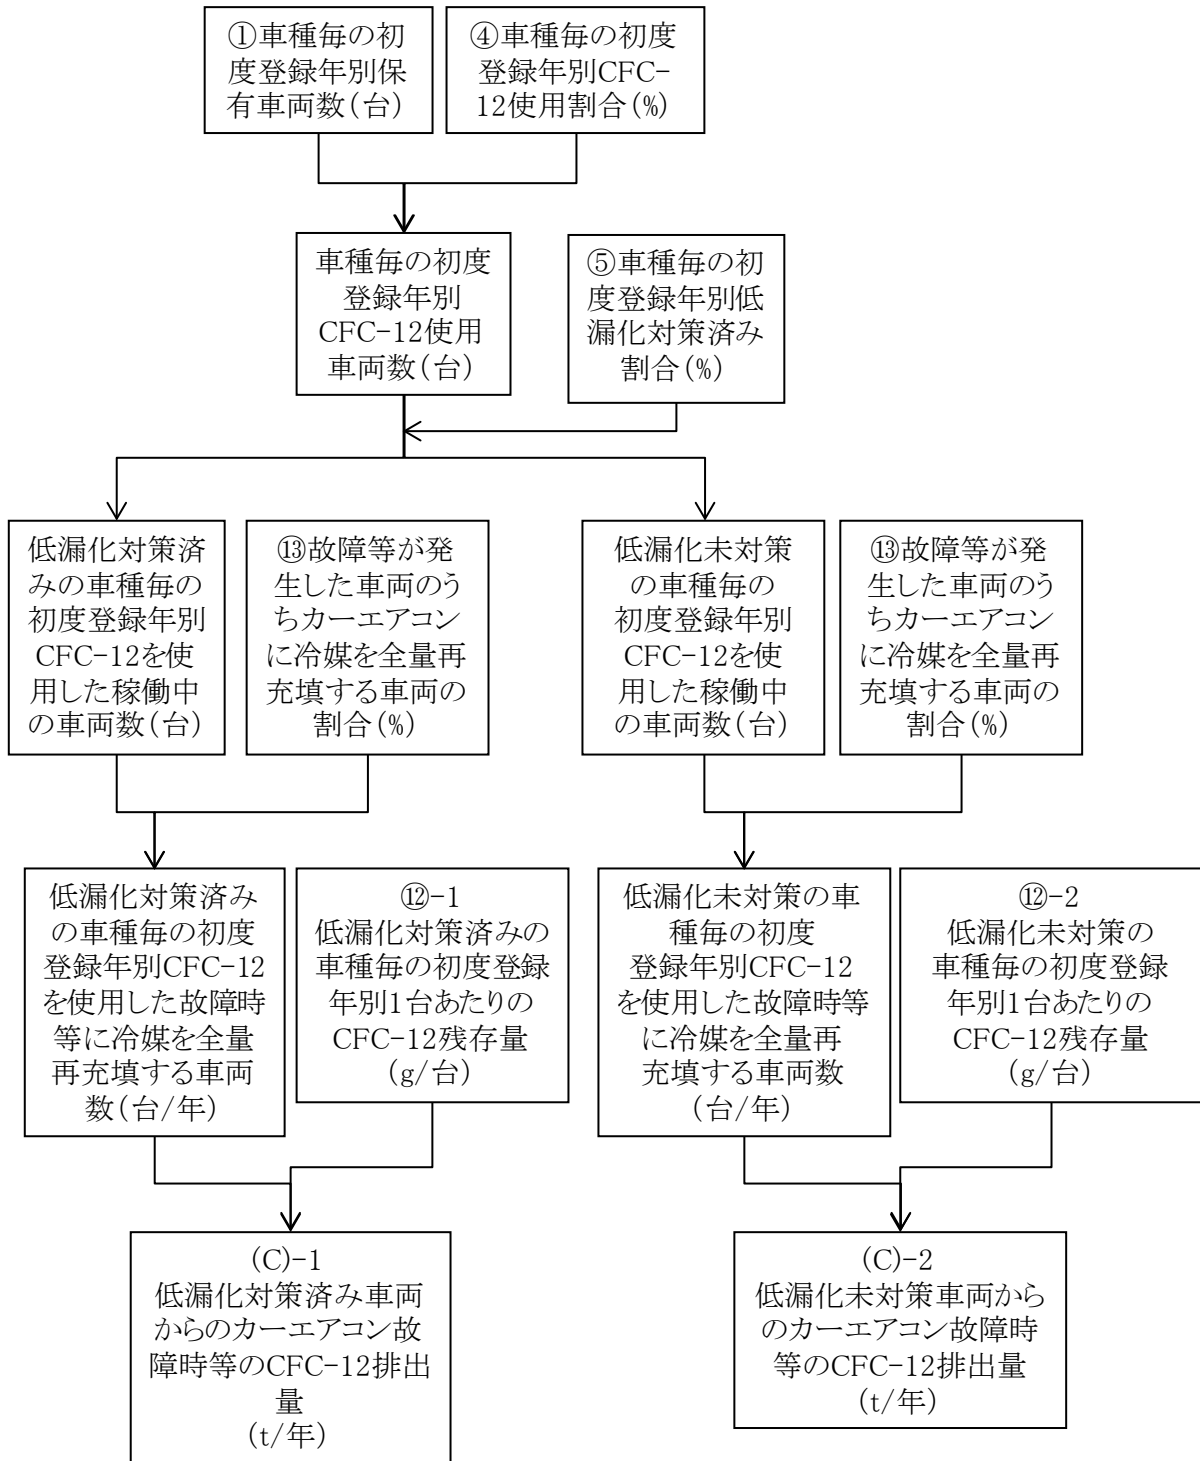 ①車種毎の初
度登録年別保
有車両数(台)
④車種毎の初度
登録年別CFC-
12使用割合(%)
車種毎の初度
登録年別
CFC-12使用
車両数(台)
⑤車種毎の初
度登録年別低
漏化対策済み
割合(%)
低漏化対策済
みの車種毎の
初度登録年別
CFC-12を使
用した稼働中
の車両数(台)
⑬故障等が発
生した車両のう
ちカーエアコン
に冷媒を全量再
充填する車両の
割合(%)
低漏化未対策
の車種毎の
初度登録年別
CFC-12を使
用した稼働中
の車両数(台)
⑬故障等が発
生した車両のう
ちカーエアコン
に冷媒を全量再
充填する車両の
割合(%)
低漏化対策済み
の車種毎の初度
登録年別CFC-12
を使用した故障時
等に冷媒を全量
再充填する車両
数(台/年)
⑫-1
低漏化対策済みの
車種毎の初度登録
年別1台あたりの
CFC-12残存量
(g/台)
低漏化未対策の車
種毎の初度
登録年別CFC-12
を使用した故障時等
に冷媒を全量再
充填する車両数
(台/年)
⑫-2
低漏化未対策の
車種毎の初度登録
年別1台あたりの
CFC-12残存量
(g/台)
(C)-1
低漏化対策済み車両
からのカーエアコン故
障時等のCFC-12排出
量
(t/年)
(C)-2
低漏化未対策車両から
のカーエアコン故障時
等のCFC-12排出量
(t/年)